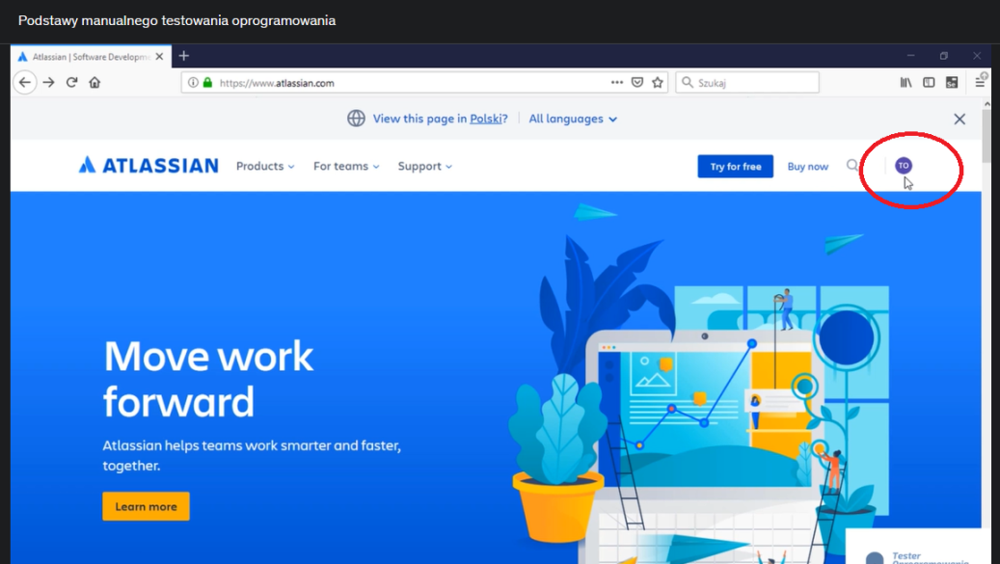 Podstawy manualnego testowania oprogramowania
Atlassian | Software Developme
https://www.atlassian.com
Szukaj
View this page in Polski?
All languages
ATLASSIAN
Products
For teams
Support
Try for free
Buy now
TO
Move work
forward
Atlassian helps teams work smarter and faster,
together.
Learn more
Tester
Oprogramowania